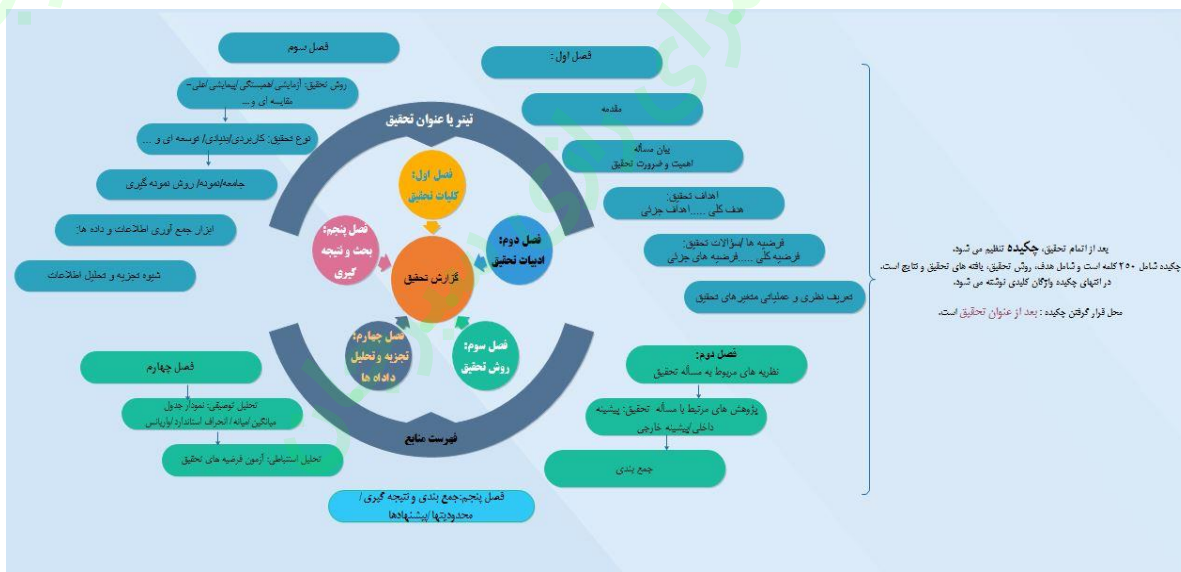 فصل اول:
مقدمه
بیان مسأله
اهمیت و ضرورت تحقیق
اهداف تحقیق:
هدف کلی .....اهداف جزئی
فرضیه ها /سؤالات تحقیق:
فرضیه کلی .....فرضیه های جزئی
تعریف نظری و عملیاتی متغیر های تحقیق
فصل دوم:
نظریه های مربوط به مسأله تحقیق
پژوهش های مرتبط با مسأله تحقیق: پیشینه
داخلی/پیشینه خارجی
جمع بندی
فصل سوم
روش تحقیق: آزمایشی/همبستگی/پیمایشی/علی-
مقایسه ای و ...
نوع تحقیق: کاربردی/بنیادی/ توسعه ای و ...
جامعه/نمونه/ روش نمونه گیری
ابزار جمع آوری اطلاعات و داده ها:
شیوه تجزیه و تحلیل اطلاعات
فصل چهارم
تحلیل توصیفی: نمودار جدول
میانگین/میانه / انحراف استاندارد/واریانس
تحلیل استنباطی: آزمون فرضیه های تحقیق
فصل پنجم:جمع بندی و نتیجه گیری /
محدودیتها /پیشنهادها
تیتر یا عنوان تحقیق
فصل اول:
کلیات تحقیق
فصل دوم:
ادبیات تحقیق
فصل سوم:
روش تحقیق
فصل چهارم:
تجزیه و تحلیل
داداه ها
فصل پنجم:
بحث و نتیجه
گیری
گزارش تحقیق
فهرست منابع
بعد از اتمام تحقیق، چکیده تنظیم می شود.
چکیده شامل ۲۵۰ کلمه است و شامل هدف، روش تحقیق، یافته های تحقیق و نتایج است.
در انتهای چکیده واژگان کلیدی نوشته می شود.
محل قرار گرفتن چکیده : بعد از عنوان تحقیق است.